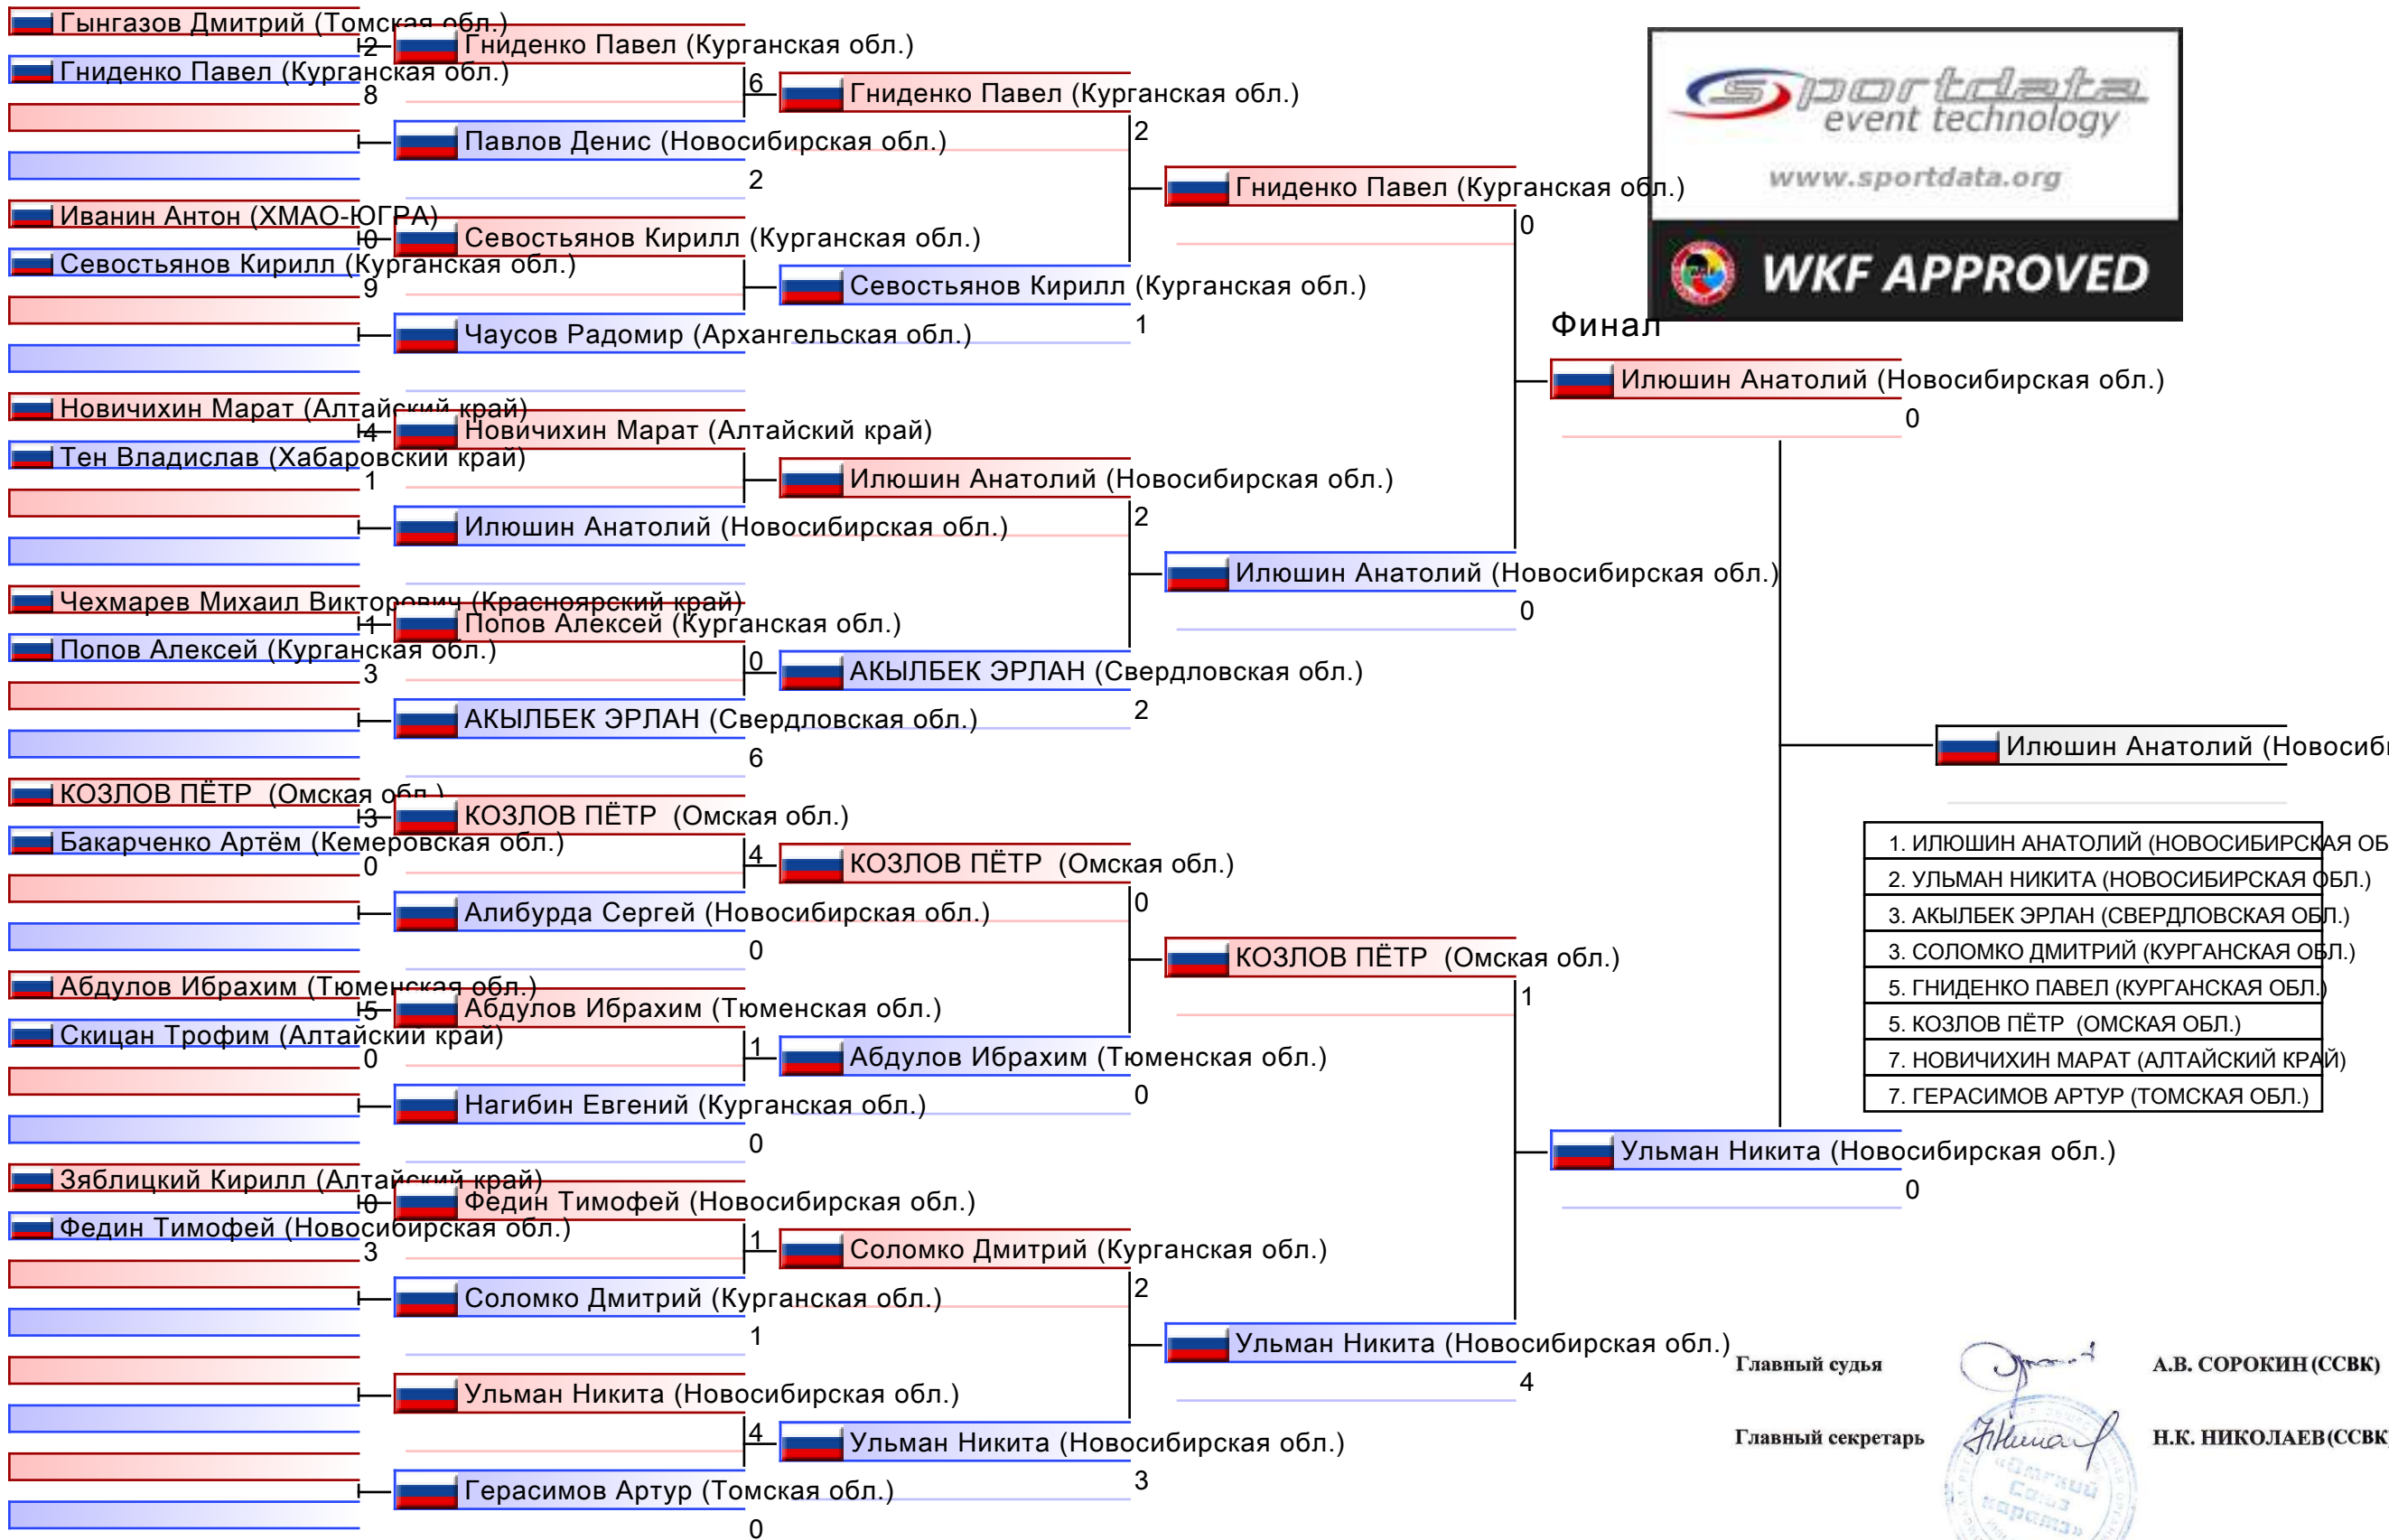 Гынгазов Дмитрий (Томская обл.)
2
Гниденко Павел (Курганская обл.)
8
Иванин Антон (ХМАО-ЮГРА)
0
Севостьянов Кирилл (Курганская обл.)
9
Новичихин Марат (Алтайский край)
4
Тен Владислав (Хабаровский край)
1
Чехмарев Михаил Викторович (Красноярский край)
1
Попов Алексей (Курганская обл.)
3
КОЗЛОВ ПЁТР (Омская обл.)
3
Бакарченко Артём (Кемеровская обл.)
0
Абдулов Ибрахим (Тюменская обл.)
5
Скицан Трофим (Алтайский край)
0
Зяблицкий Кирилл (Алтайский край)
0
Федин Тимофей (Новосибирская обл.)
3
Гниденко Павел (Курганская обл.)
6
Павлов Денис (Новосибирская обл.)
2
Севостьянов Кирилл (Курганская обл.)
Чаусов Радомир (Архангельская обл.)
Новичихин Марат (Алтайский край)
Илюшин Анатолий (Новосибирская обл.)
Попов Алексей (Курганская обл.)
0
АКЫЛБЕК ЭРЛАН (Свердловская обл.)
6
КОЗЛОВ ПЁТР (Омская обл.)
4
Алибурда Сергей (Новосибирская обл.)
0
Абдулов Ибрахим (Тюменская обл.)
1
Нагибин Евгений (Курганская обл.)
0
Федин Тимофей (Новосибирская обл.)
1
Соломко Дмитрий (Курганская обл.)
1
Ульман Никита (Новосибирская обл.)
4
Герасимов Артур (Томская обл.)
0
Гниденко Павел (Курганская обл.)
2
Севостьянов Кирилл (Курганская обл.)
1
Илюшин Анатолий (Новосибирская обл.)
2
АКЫЛБЕК ЭРЛАН (Свердловская обл.)
2
КОЗЛОВ ПЁТР (Омская обл.)
0
Абдулов Ибрахим (Тюменская обл.)
0
Соломко Дмитрий (Курганская обл.)
2
Ульман Никита (Новосибирская обл.)
3
Гниденко Павел (Курганская обл.)
0
Илюшин Анатолий (Новосибирская обл.)
0
КОЗЛОВ ПЁТР (Омская обл.)
1
Ульман Никита (Новосибирская обл.)
4
sportdata
event technology
www.sportdata.org
WKF APPROVED
Финал
Илюшин Анатолий (Новосибирская обл.)
0
Ульман Никита (Новосибирская обл.)
0
Илюшин Анатолий (Новосиб
1. ИЛЮШИН АНАТОЛИЙ (НОВОСИБИРСКАЯ ОБ
2. УЛЬМАН НИКИТА (НОВОСИБИРСКАЯ ОБЛ.)
3. АКЫЛБЕК ЭРЛАН (СВЕРДЛОВСКАЯ ОБЛ.)
3. СОЛОМКО ДМИТРИЙ (КУРГАНСКАЯ ОБЛ.)
5. ГНИДЕНКО ПАВЕЛ (КУРГАНСКАЯ ОБЛ.)
5. КОЗЛОВ ПЁТР (ОМСКАЯ ОБЛ.)
7. НОВИЧИХИН МАРАТ (АЛТАЙСКИЙ КРАЙ)
7. ГЕРАСИМОВ АРТУР (ТОМСКАЯ ОБЛ.)
Главный судья А.В. СОРОКИН (ССВК)
Главный секретарь Н.К. НИКОЛАЕВ (ССВК)
«Омский
Союз
каратэ»